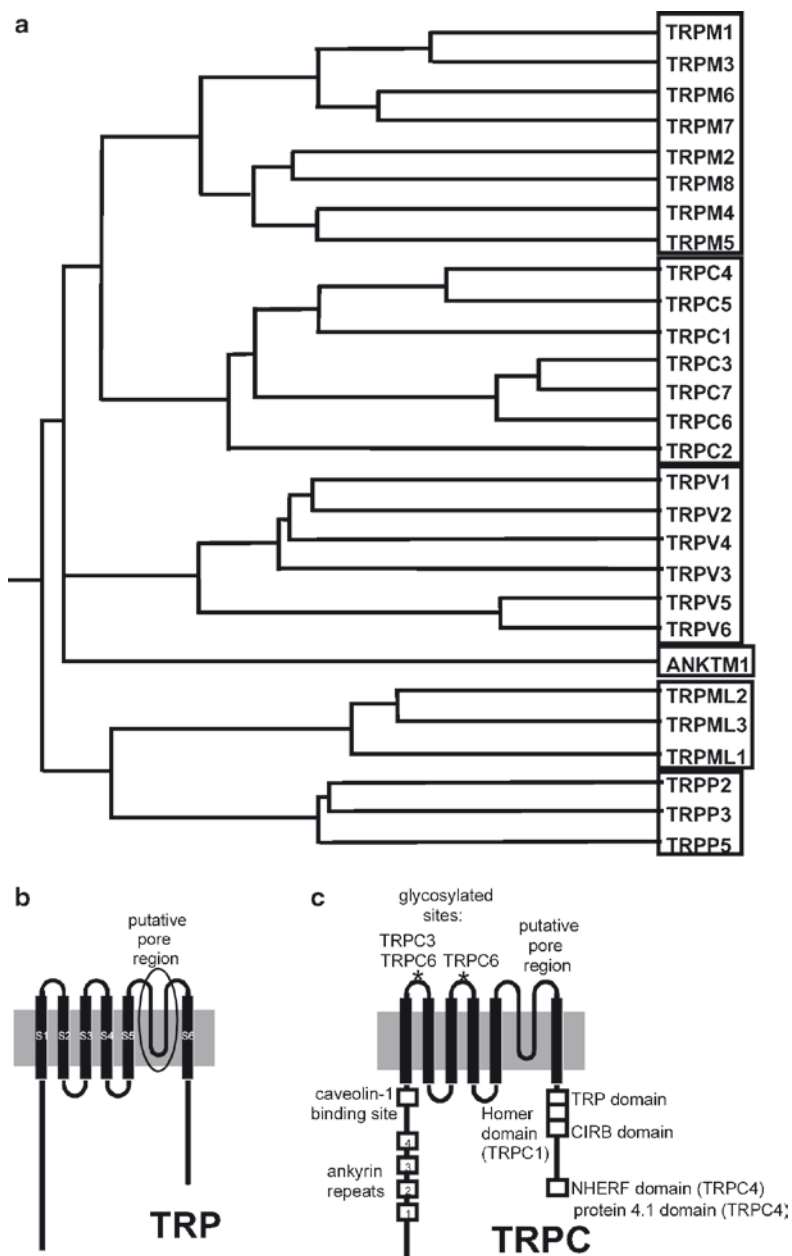 a
TRPM1
TRPM3
TRPM6
TRPM7
TRPM2
TRPM8
TRPM4
TRPM5
TRPC4
TRPC5
TRPC1
TRPC3
TRPC7
TRPC6
TRPC2
TRPV1
TRPV2
TRPV4
TRPV3
TRPV5
TRPV6
ANKTM1
TRPML2
TRPML3
TRPML1
TRPP2
TRPP3
TRPP5
b
putative
pore
region
S1 S2 S3 S4 S5 S6
TRP
c
glycosylated
sites:
TRPC3
TRPC6
*
TRPC6
*
putative
pore
region
caveolin-1
binding site
4
3
2
1
ankyrin
repeats
Homer
domain
(TRPC1)
TRP domain
CIRB domain
NHERF domain (TRPC4)
protein 4.1 domain (TRPC4)
TRPC